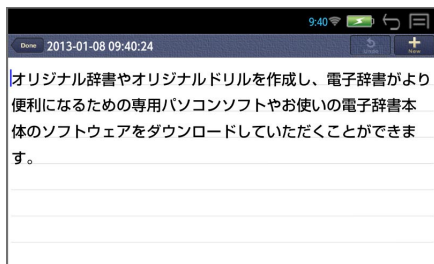 9:40
Done 2013-01-08 09:40:24
Undo New
オリジナル辞書やオリジナルドリルを作成し、電子辞書がより
便利になるための専用パソコンソフトやお使いの電子辞書本
体のソフトウェアをダウンロードしていただくことができま
す。